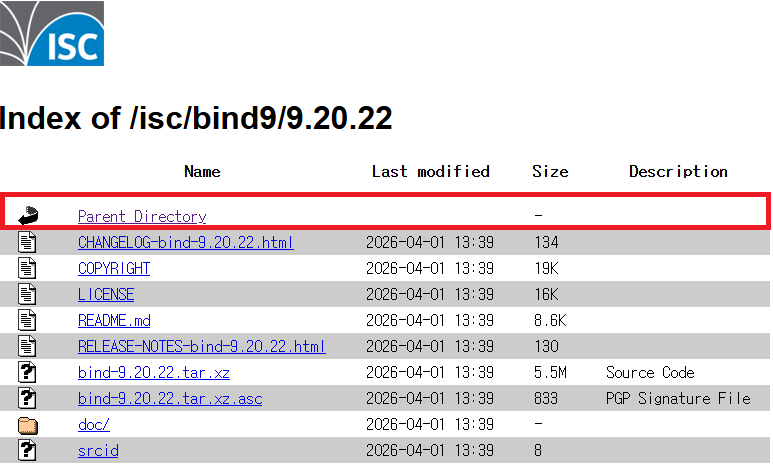 ISC
Index of /isc/bind9/9.20.22
Name Last modified Size Description
Parent Directory -
CHANGELOG-bind-9.20.22.html 2026-04-01 13:39 134
COPYRIGHT 2026-04-01 13:39 19K
LICENSE 2026-04-01 13:39 16K
README.md 2026-04-01 13:39 8.6K
RELEASE-NOTES-bind-9.20.22.html 2026-04-01 13:39 130
bind-9.20.22.tar.xz 2026-04-01 13:39 5.5M Source Code
bind-9.20.22.tar.xz.asc 2026-04-01 13:39 833 PGP Signature File
doc/ 2026-04-01 13:39 -
srcid 2026-04-01 13:39 8